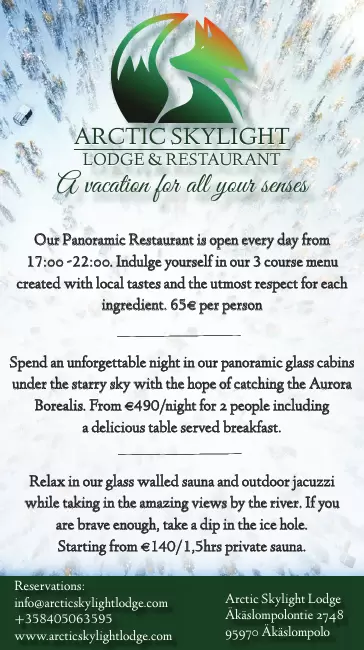 ARCTIC SKYLIGHT
LODGE & RESTAURANT
A vacation for all your senses
Our Panoramic Restaurant is open every day from
17:00 -22:00. Indulge yourself in our 3 course menu
created with local tastes and the utmost respect for each
ingredient. 65€ per person
Spend an unforgettable night in our panoramic glass cabins
under the starry sky with the hope of catching the Aurora
Borealis. From €490/night for 2 people including
a delicious table served breakfast.
Relax in our glass walled sauna and outdoor jacuzzi
while taking in the amazing views by the river. If you
are brave enough, take a dip in the ice hole.
Starting from €140/1,5hrs private sauna.
Reservations:
info@arcticskylightlodge.com
+358405063595
www.arcticskylightlodge.com
Arctic Skylight Lodge
Äkäslompolontie 2748
95970 Äkäslompolo